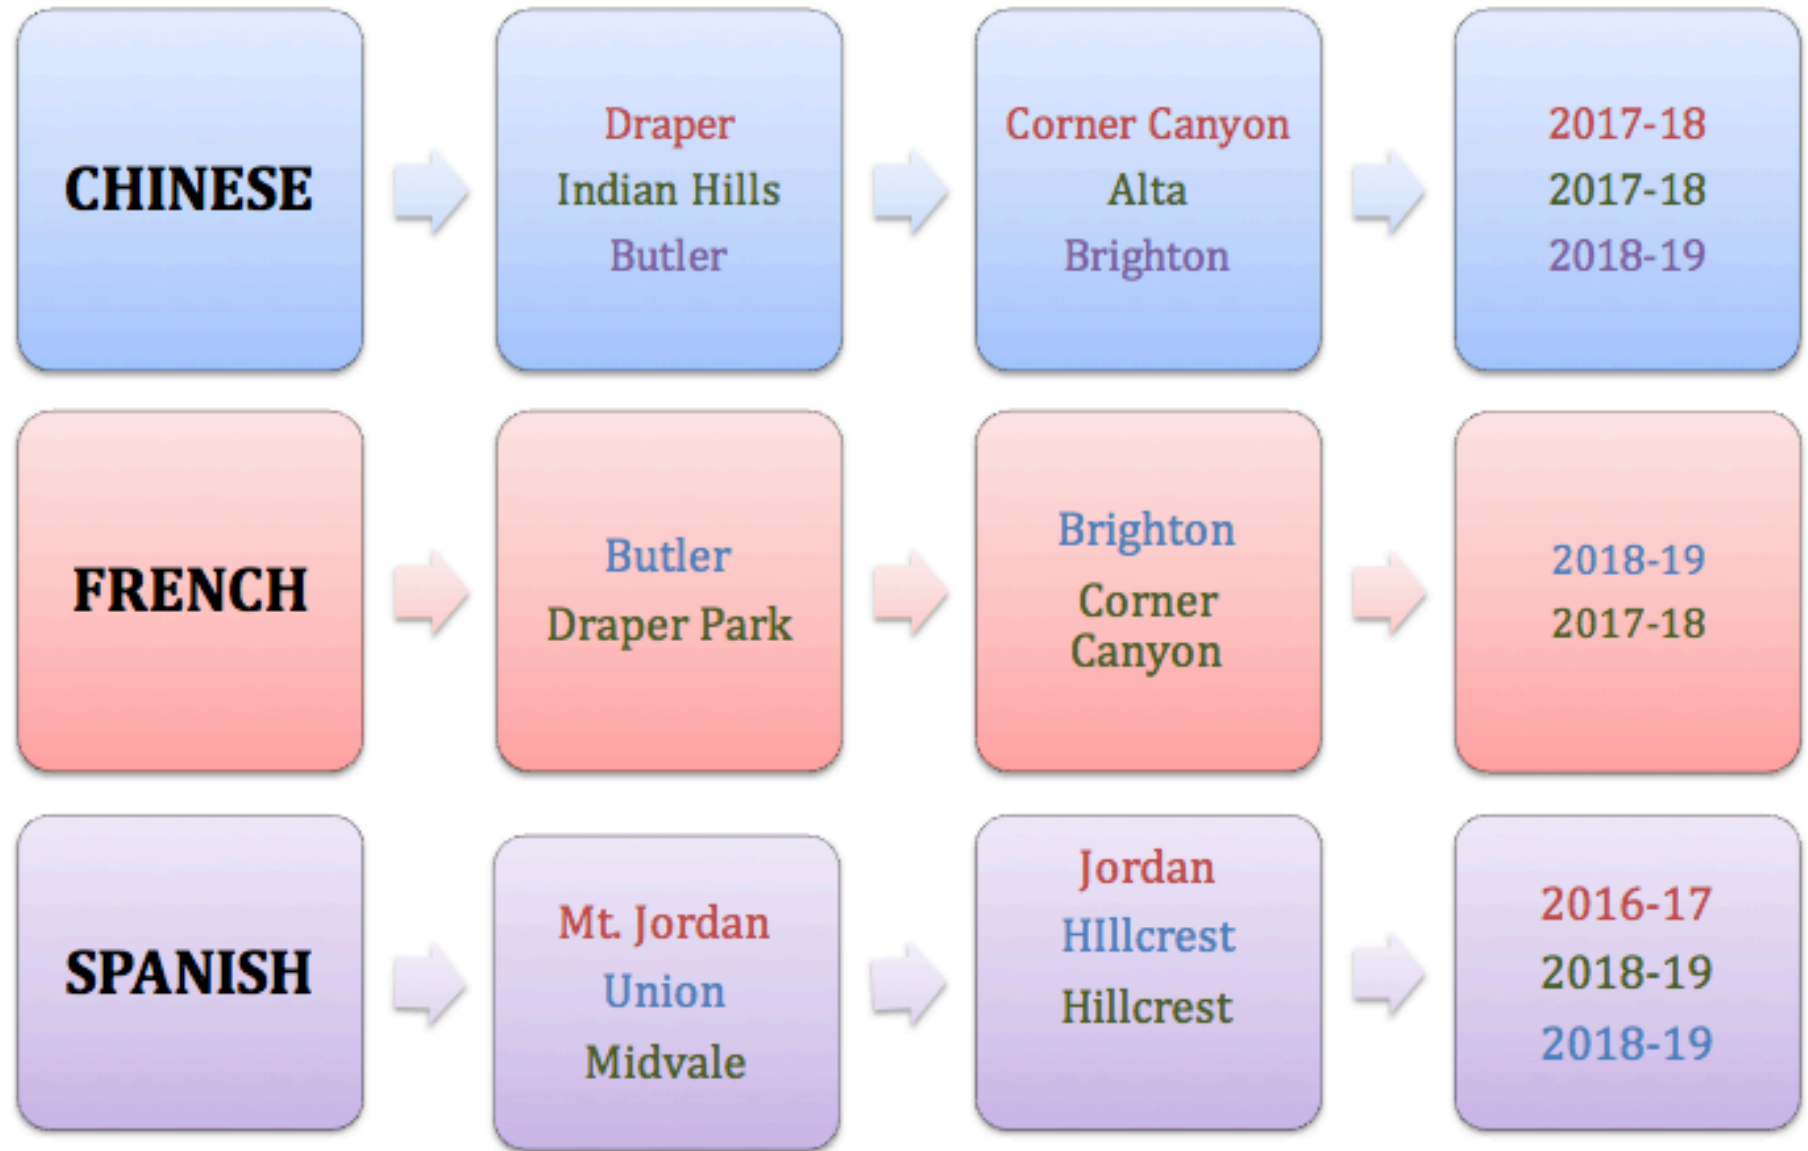 CHINESE
Draper
Indian Hills
Butler
Corner Canyon
Alta
Brighton
2017-18
2017-18
2018-19
FRENCH
Butler
Draper Park
Brighton
Corner
Canyon
2018-19
2017-18
SPANISH
Mt. Jordan
Union
Midvale
Jordan
HIllcrest
Hillcrest
2016-17
2018-19
2018-19